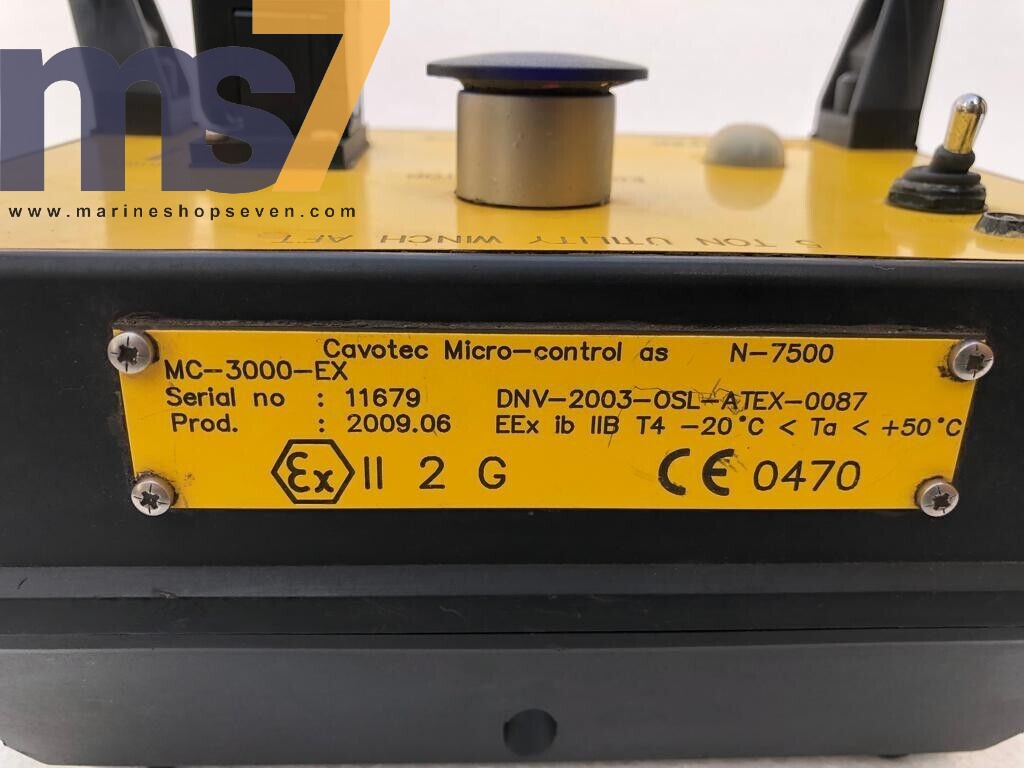 ms7
www.marineshopseven.com
5 TON UTILITY WINCH AFT
Cavotec Micro-control as N-7500
MC-3000-EX
Serial no : 11679 DNV-2003-OSL-ATEX-0087
Prod. : 2009.06 EEx ib IIB T4 -20°C < Ta < +50°C
Ex II 2 G CE 0470